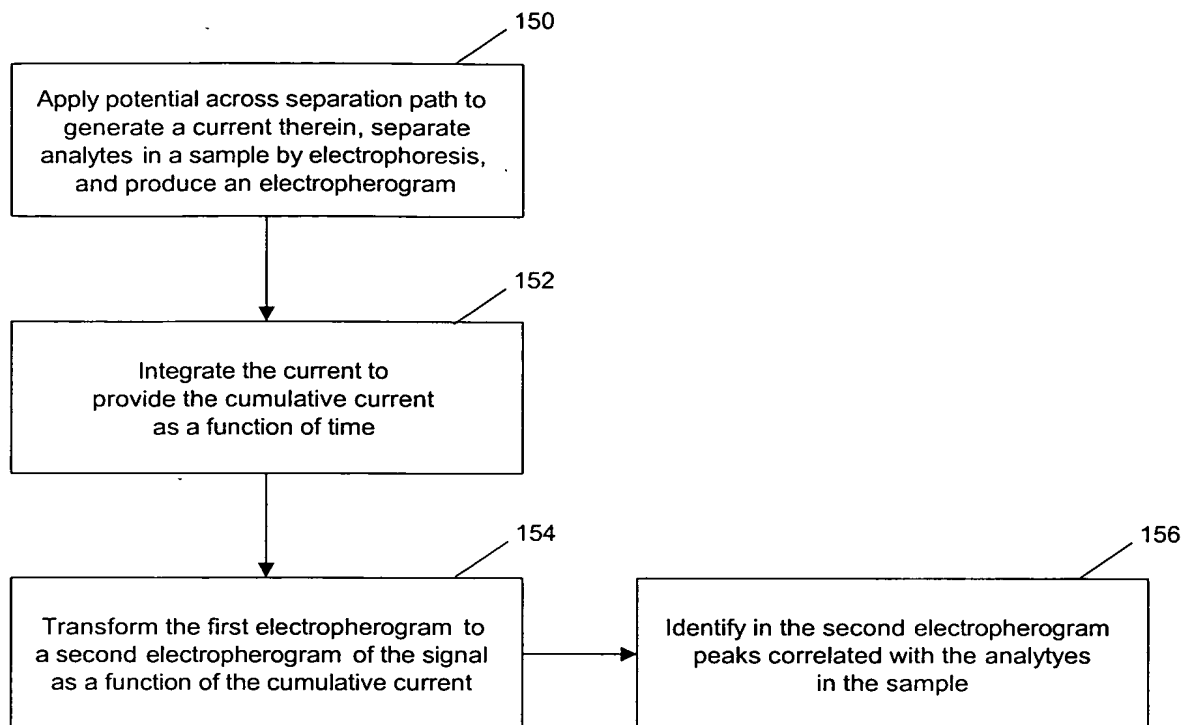 150
Apply potential across separation path to
generate a current therein, separate
analytes in a sample by electrophoresis,
and produce an electropherogram
152
Integrate the current to
provide the cumulative current
as a function of time
154
Transform the first electropherogram to
a second electropherogram of the signal
as a function of the cumulative current
156
Identify in the second electropherogram
peaks correlated with the analytyes
in the sample